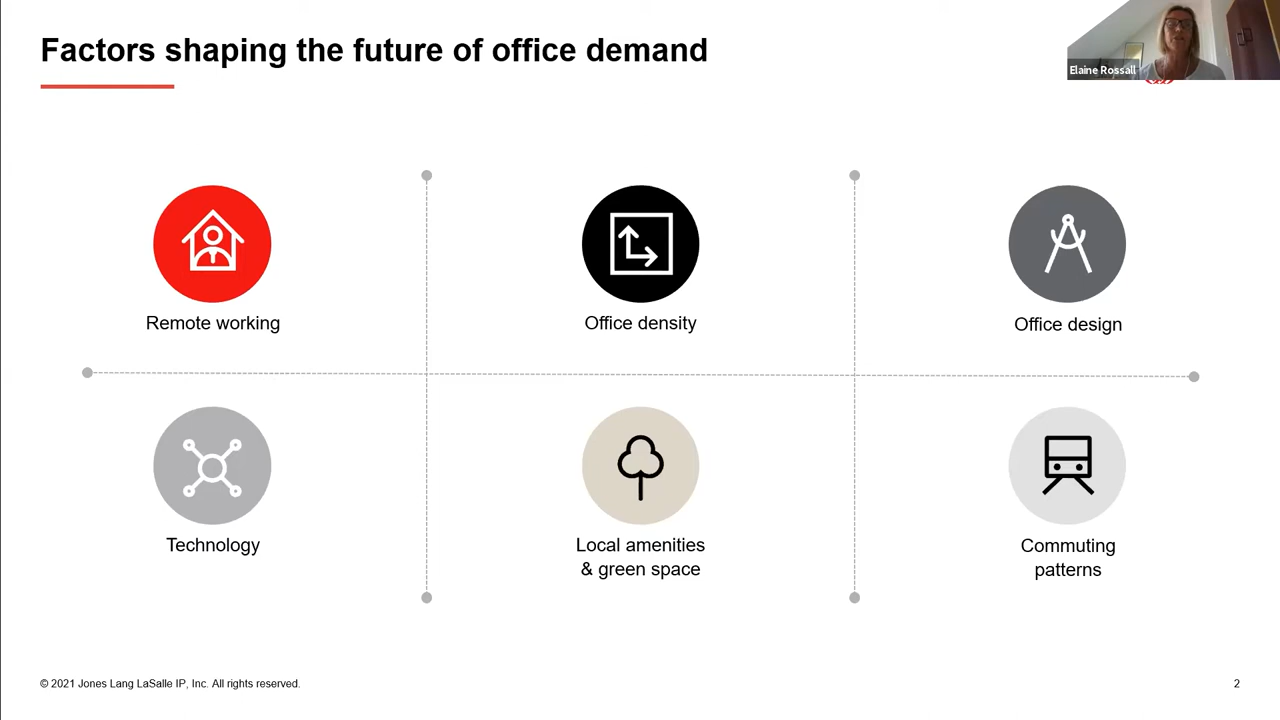 Factors shaping the future of office demand
Elaine Rossall
Remote working
Office density
Office design
Technology
Local amenities
& green space
Commuting
patterns
© 2021 Jones Lang LaSalle IP, Inc. All rights reserved.
2